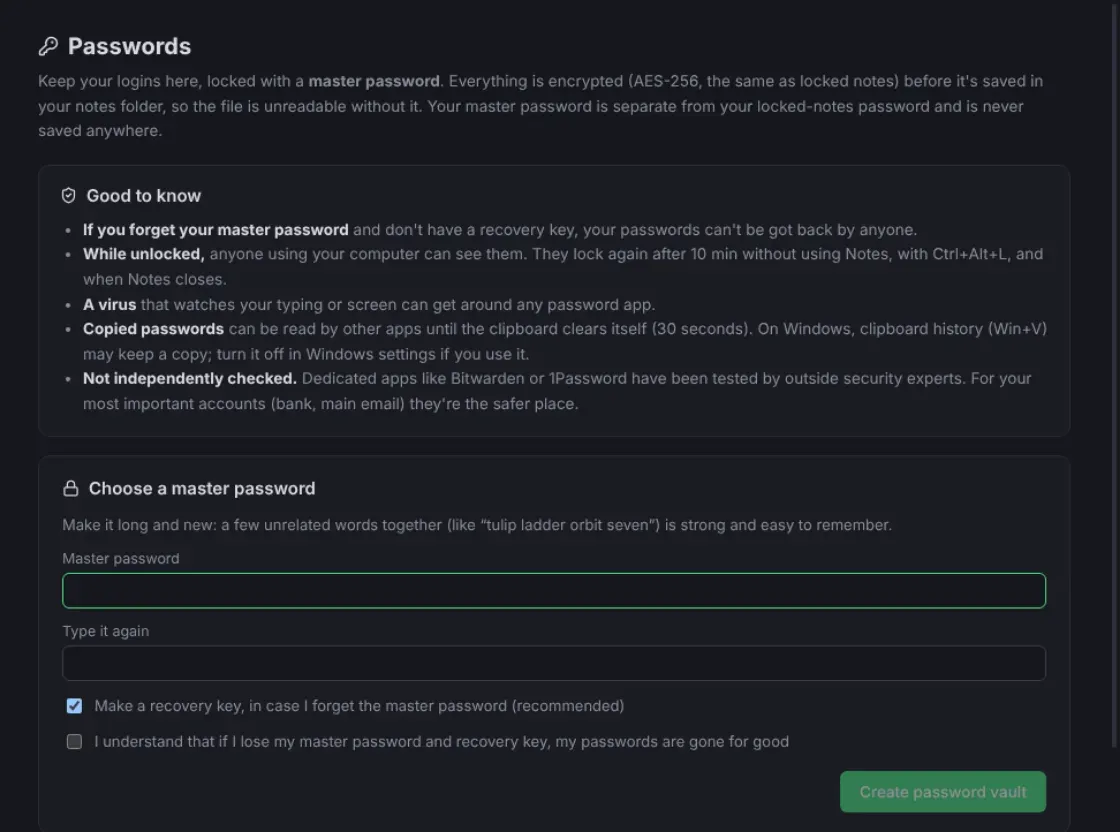 Passwords
Keep your logins here, locked with a master password. Everything is encrypted (AES-256, the same as locked notes) before it's saved in
your notes folder, so the file is unreadable without it. Your master password is separate from your locked-notes password and is never
saved anywhere.
Good to know
• If you forget your master password and don't have a recovery key, your passwords can't be got back by anyone.
• While unlocked, anyone using your computer can see them. They lock again after 10 min without using Notes, with Ctrl+Alt+L, and
when Notes closes.
• A virus that watches your typing or screen can get around any password app.
• Copied passwords can be read by other apps until the clipboard clears itself (30 seconds). On Windows, clipboard history (Win+V)
may keep a copy; turn it off in Windows settings if you use it.
• Not independently checked. Dedicated apps like Bitwarden or 1Password have been tested by outside security experts. For your
most important accounts (bank, main email) they're the safer place.
Choose a master password
Make it long and new: a few unrelated words together (like “tulip ladder orbit seven”) is strong and easy to remember.
Master password
Type it again
Make a recovery key, in case I forget the master password (recommended)
I understand that if I lose my master password and recovery key, my passwords are gone for good
Create password vault